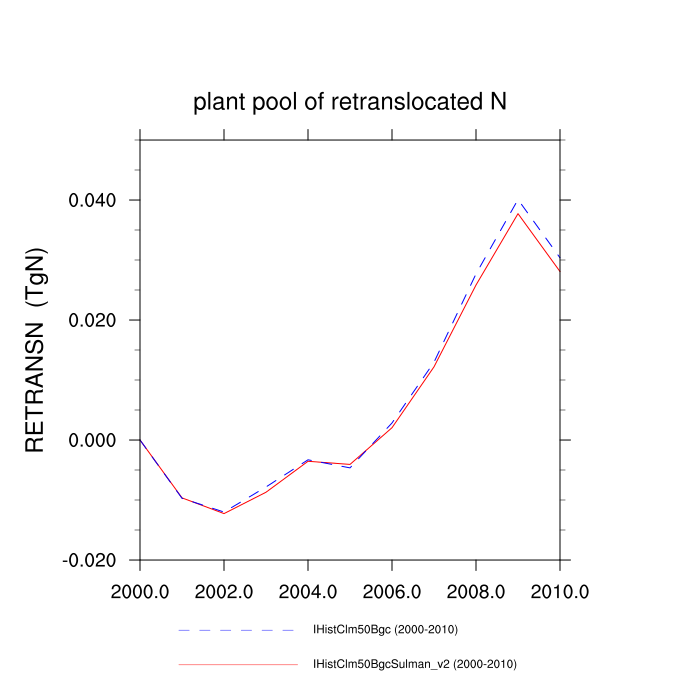 plant pool of retranslocated N
RETRANSN (TgN)
0.040
0.020
0.000
-0.020
2000.0 2002.0 2004.0 2006.0 2008.0 2010.0
IHistClm50Bgc (2000-2010)
IHistClm50BgcSulman_v2 (2000-2010)